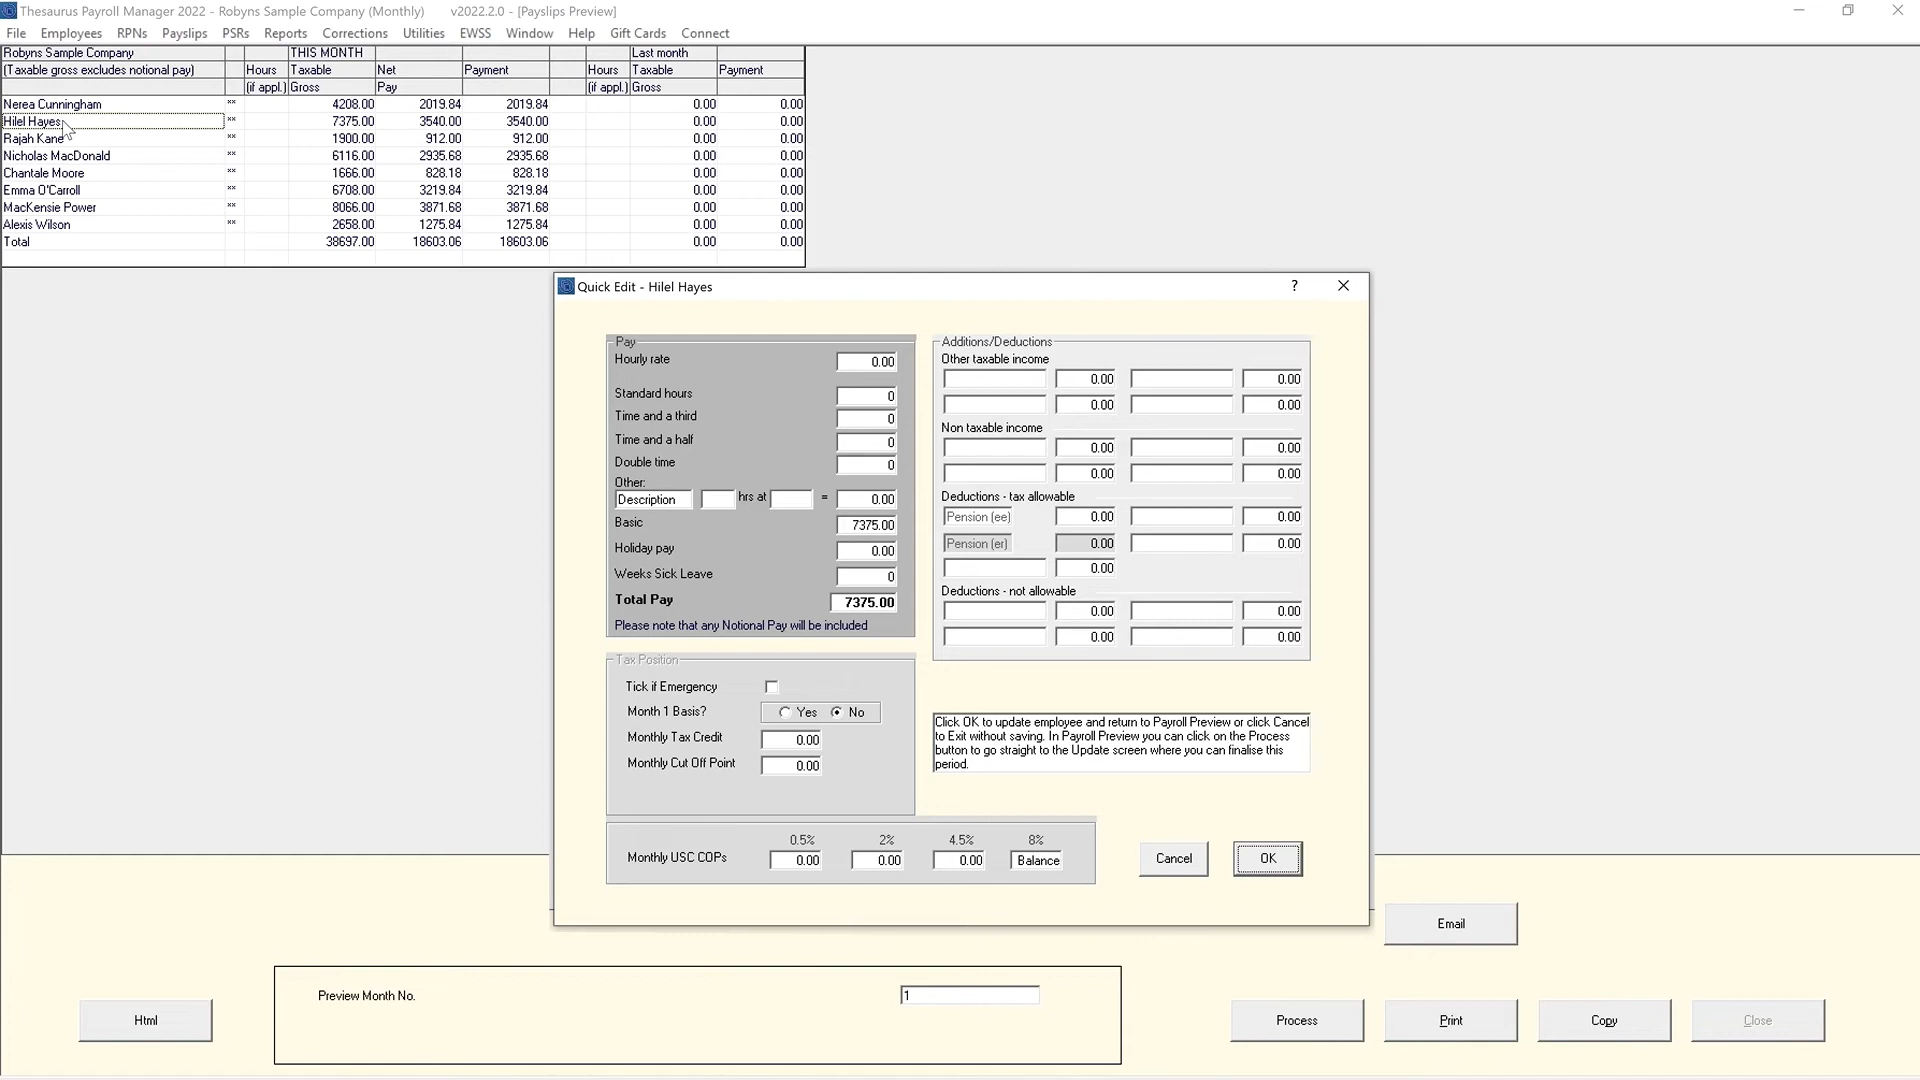 Thesaurus Payroll Manager 2022 - Robyns Sample Company (Monthly) v2022.2.0 - [Payslips Preview]
File Employees RPNs Payslips PSRs Reports Corrections Utilities EWSS Window Help Gift Cards Connect
Robyns Sample Company THIS MONTH Last month
(Taxable gross excludes notional pay) Hours Taxable Net Payment Hours Taxable Payment
(if appl.) Gross Pay (if appl.) Gross
Nerea Cunningham ** 4208.00 2019.84 2019.84 0.00 0.00
Hilel Hayes ** 7375.00 3540.00 3540.00 0.00 0.00
Rajah Kane ** 1900.00 912.00 912.00 0.00 0.00
Nicholas MacDonald ** 6116.00 2935.68 2935.68 0.00 0.00
Chantale Moore ** 1666.00 828.18 828.18 0.00 0.00
Emma O'Carroll ** 6708.00 3219.84 3219.84 0.00 0.00
MacKensie Power ** 8066.00 3871.68 3871.68 0.00 0.00
Alexis Wilson ** 2658.00 1275.84 1275.84 0.00 0.00
Total 38697.00 18603.06 18603.06 0.00 0.00
Quick Edit - Hilel Hayes ?
Pay
Hourly rate 0.00
Standard hours 0
Time and a third 0
Time and a half 0
Double time 0
Other:
Description hrs at = 0.00
Basic 7375.00
Holiday pay 0.00
Weeks Sick Leave 0
Total Pay 7375.00
Please note that any Notional Pay will be included
Additions/Deductions
Other taxable income
0.00 0.00
0.00 0.00
Non taxable income
0.00 0.00
0.00 0.00
Deductions - tax allowable
Pension (ee) 0.00 0.00
Pension (er) 0.00 0.00
0.00
Deductions - not allowable
0.00 0.00
0.00 0.00
Tax Position
Tick if Emergency
Month 1 Basis? Yes No
Monthly Tax Credit 0.00
Monthly Cut Off Point 0.00
Click OK to update employee and return to Payroll Preview or click Cancel
to Exit without saving. In Payroll Preview you can click on the Process
button to go straight to the Update screen where you can finalise this
period.
0.5% 2% 4.5% 8%
Monthly USC COPs 0.00 0.00 0.00 Balance
Cancel OK
Email
Preview Month No. 1
Html Process Print Copy Close